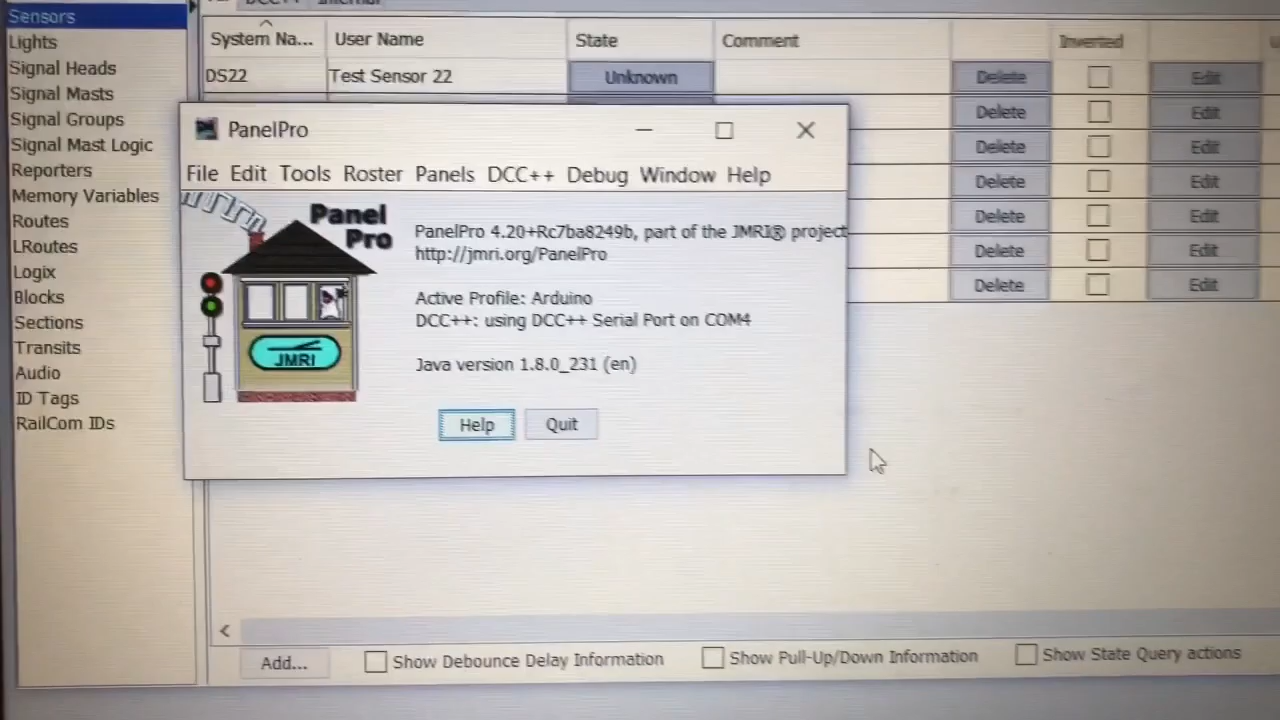 Sensors
Lights
Signal Heads
Signal Masts
Signal Groups
Signal Mast Logic
Reporters
Memory Variables
Routes
LRoutes
Logix
Blocks
Sections
Transits
Audio
ID Tags
RailCom IDs
System Na... User Name State Comment Inverted
DS22 Test Sensor 22 Unknown Delete Edit
Delete Edit
Delete Edit
Delete Edit
Delete Edit
Delete Edit
Delete Edit
PanelPro
File Edit Tools Roster Panels DCC++ Debug Window Help
Panel
Pro
JMRI
PanelPro 4.20+Rc7ba8249b, part of the JMRI® project
http://jmri.org/PanelPro
Active Profile: Arduino
DCC++: using DCC++ Serial Port on COM4
Java version 1.8.0_231 (en)
Help Quit
Add... Show Debounce Delay Information Show Pull-Up/Down Information Show State Query actions